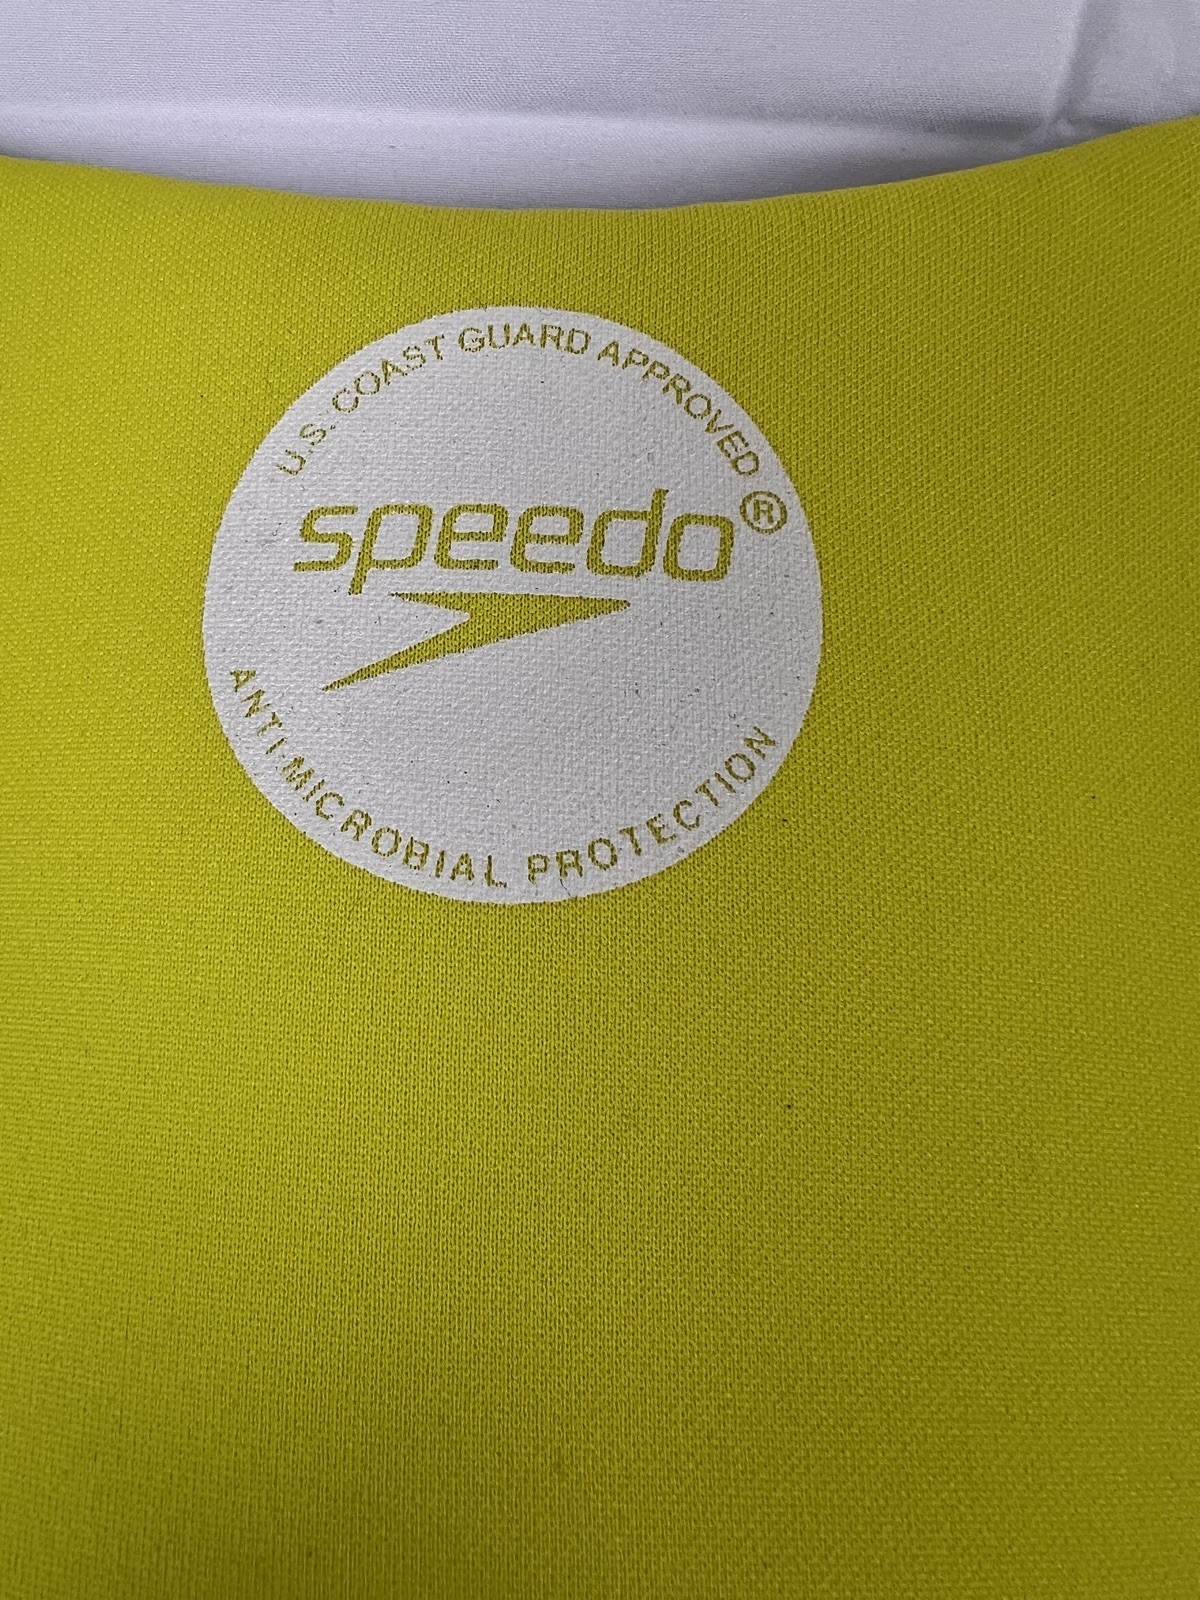 U.S. COAST GUARD APPROVED
speedo®
ANTI-MICROBIAL PROTECTION